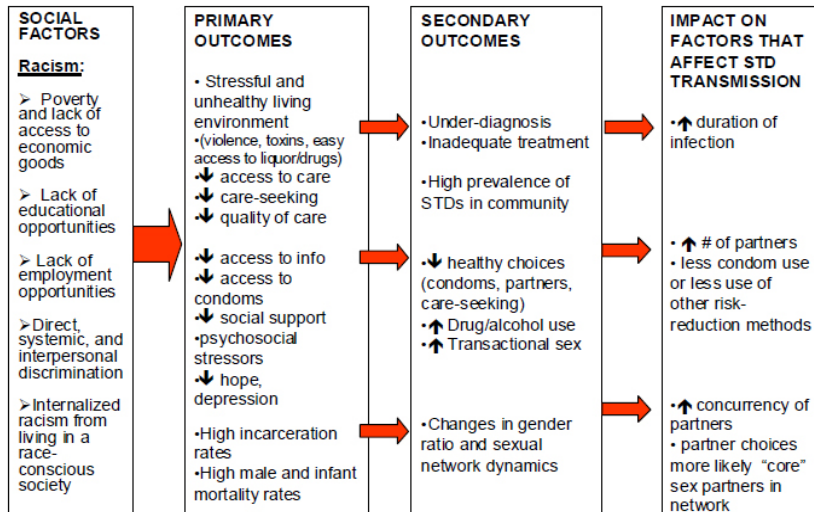 SOCIAL
FACTORS
Racism:
➢ Poverty
and lack of
access to
economic
goods
➢ Lack of
educational
opportunities
➢ Lack of
employment
opportunities
➢Direct,
systemic, and
interpersonal
discrimination
➢Internalized
racism from
living in a
race-
conscious
society
PRIMARY
OUTCOMES
• Stressful and
unhealthy living
environment
•(violence, toxins, easy
access to liquor/drugs)
•↓ access to care
•↓ care-seeking
•↓ quality of care
•↓ access to info
•↓ access to
condoms
•↓ social support
•psychosocial
stressors
•↓ hope,
depression
•High incarceration
rates
•High male and infant
mortality rates
SECONDARY
OUTCOMES
•Under-diagnosis
•Inadequate treatment
•High prevalence of
STDs in community
•↓ healthy choices
(condoms, partners,
care-seeking)
•↑ Drug/alcohol use
•↑ Transactional sex
•Changes in gender
ratio and sexual
network dynamics
IMPACT ON
FACTORS THAT
AFFECT STD
TRANSMISSION
•↑ duration of
infection
•↑ # of partners
• less condom use
or less use of
other risk-
reduction methods
•↑ concurrency of
partners
• partner choices
more likely “core”
sex partners in
network